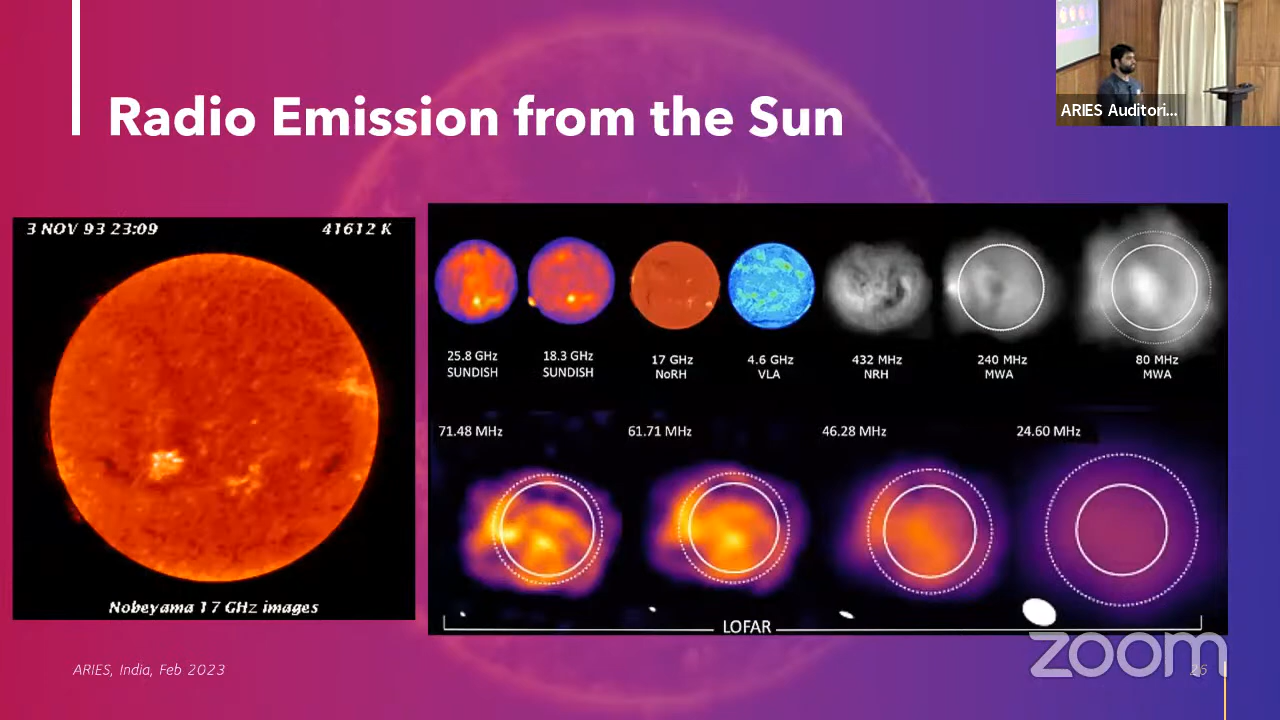 Radio Emission from the Sun
ARIES Auditori...
3 NOV 93 23:09
41612 K
Nobeyama 17 GHz images
25.8 GHz
SUNDISH
18.3 GHz
SUNDISH
17 GHz
NoRH
4.6 GHz
VLA
432 MHz
NRH
240 MHz
MWA
80 MHz
MWA
71.48 MHz
61.71 MHz
46.28 MHz
24.60 MHz
LOFAR
ARIES, India, Feb 2023
26
zoom